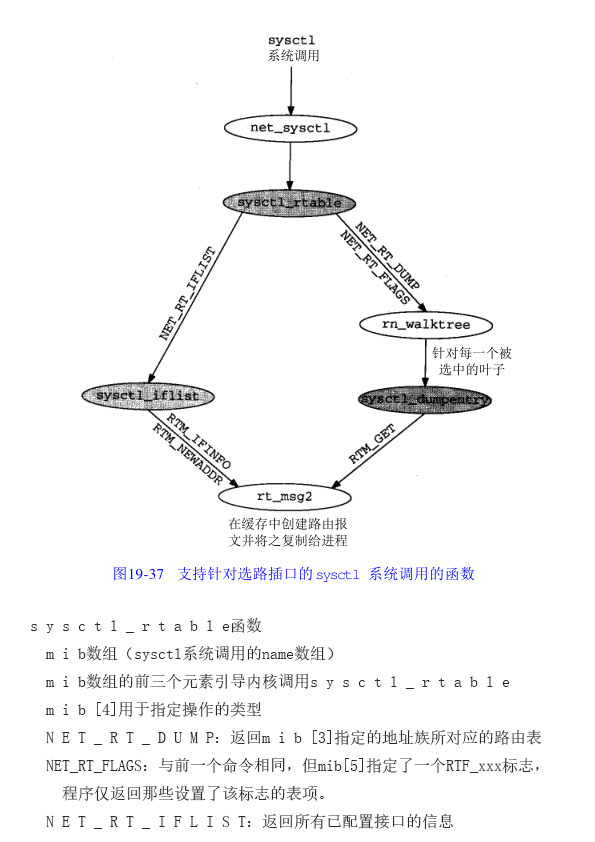 sysctl
系统调用
net_sysctl
sysctl_rtable
NET_RT_IFLIST
NET_RT_DUMP
NET_RT_FLAGS
rn_walktree
针对每一个被
选中的叶子
sysctl_iflist
sysctl_dumpentry
RTM_IFINFO
RTM_NEWADDR
RTM_GET
rt_msg2
在缓存中创建路由报
文并将之复制给进程
图19-37 支持针对选路插口的sysctl 系统调用的函数
s y s c t l _ r t a b l e函数
m i b数组（sysctl系统调用的name数组）
m i b数组的前三个元素引导内核调用s y s c t l _ r t a b l e
m i b [4]用于指定操作的类型
N E T _ R T _ D U M P：返回m i b [3]指定的地址族所对应的路由表
NET_RT_FLAGS：与前一个命令相同，但mib[5]指定了一个RTF_xxx标志，
程序仅返回那些设置了该标志的表项。
N E T _ R T _ I F L I S T：返回所有已配置接口的信息